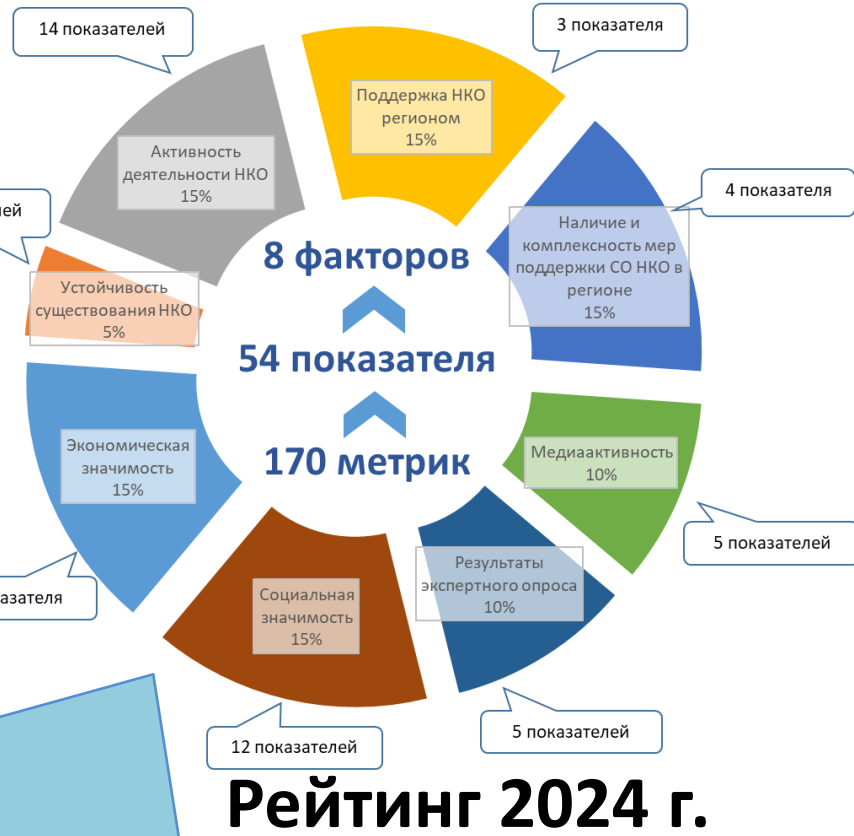 14 показателей
3 показателя
Поддержка НКО
регионом
15%
Активность
деятельности НКО
15%
4 показателя
Наличие и
комплексность мер
поддержки СО НКО в
регионе
15%
8 факторов
Устойчивость
существования НКО
5%
54 показателя
Экономическая
значимость
15%
170 метрик
Медиаактивность
10%
5 показателей
Результаты
экспертного опроса
10%
Социальная
значимость
15%
5 показателей
12 показателей
Рейтинг 2024 г.